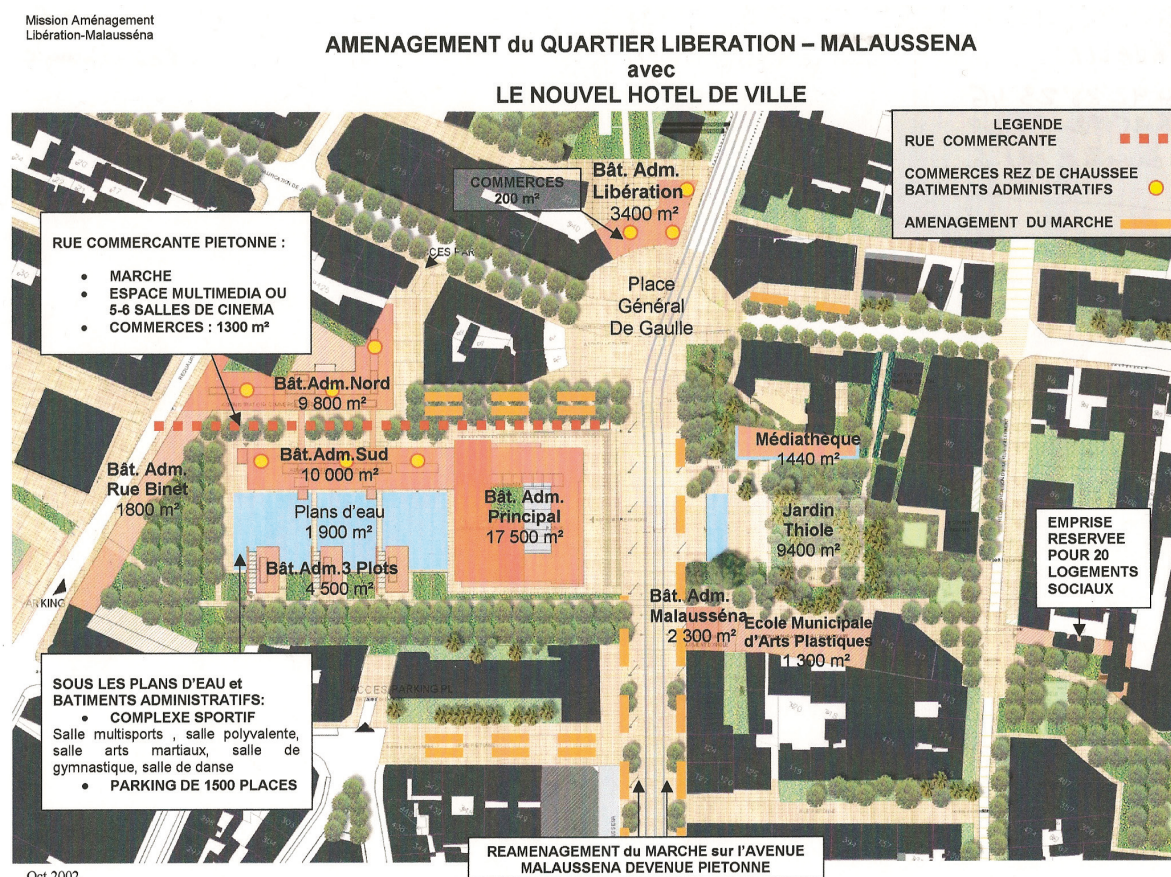 Mission Aménagement
Libération-Malausséna
AMENAGEMENT du QUARTIER LIBERATION – MALAUSSENA
avec
LE NOUVEL HOTEL DE VILLE
LEGENDE
RUE COMMERCANTE
COMMERCES REZ DE CHAUSSEE
BATIMENTS ADMINISTRATIFS
AMENAGEMENT DU MARCHE
COMMERCES
200 m²
Bât. Adm.
Libération
3400 m²
RUE COMMERCANTE PIETONNE :
• MARCHE
• ESPACE MULTIMEDIA OU
5-6 SALLES DE CINEMA
• COMMERCES : 1300 m²
Place
Général
De Gaulle
Bât.Adm.Nord
9 800 m²
Bât.Adm.Sud
10 000 m²
Bât. Adm.
Rue Binet
1800 m²
Plans d'eau
1 900 m²
Bât. Adm.
Principal
17 500 m²
Bât.Adm.3 Plots
4 500 m²
Médiathèque
1440 m²
Jardin
Thiole
9400 m²
EMPRISE
RESERVEE
POUR 20
LOGEMENTS
SOCIAUX
Bât. Adm.
Malausséna
2 300 m²
Ecole Municipale
d'Arts Plastiques
1 300 m²
ARKING
ACCES PARKING PL
SOUS LES PLANS D'EAU et
BATIMENTS ADMINISTRATIFS:
• COMPLEXE SPORTIF
Salle multisports , salle polyvalente,
salle arts martiaux, salle de
gymnastique, salle de danse
• PARKING DE 1500 PLACES
REAMENAGEMENT du MARCHE sur l'AVENUE
MALAUSSENA DEVENUE PIETONNE
Oct 2002